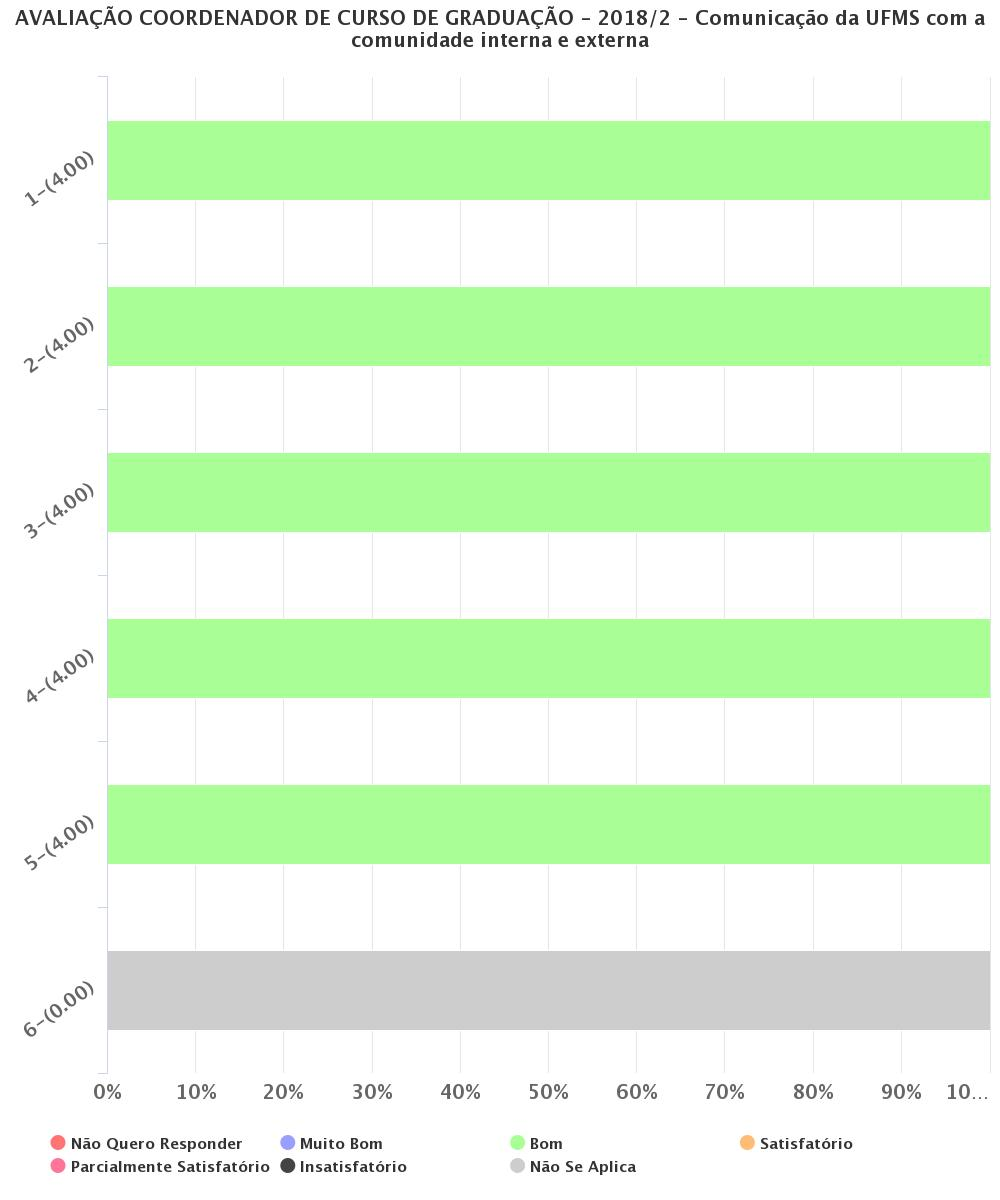 AVALIAÇÃO COORDENADOR DE CURSO DE GRADUAÇÃO – 2018/2 – Comunicação da UFMS com a
comunidade interna e externa
1–(4.00)
2–(4.00)
3–(4.00)
4–(4.00)
5–(4.00)
6–(0.00)
0% 10% 20% 30% 40% 50% 60% 70% 80% 90% 10...
Não Quero Responder Muito Bom Bom Satisfatório
Parcialmente Satisfatório Insatisfatório Não Se Aplica